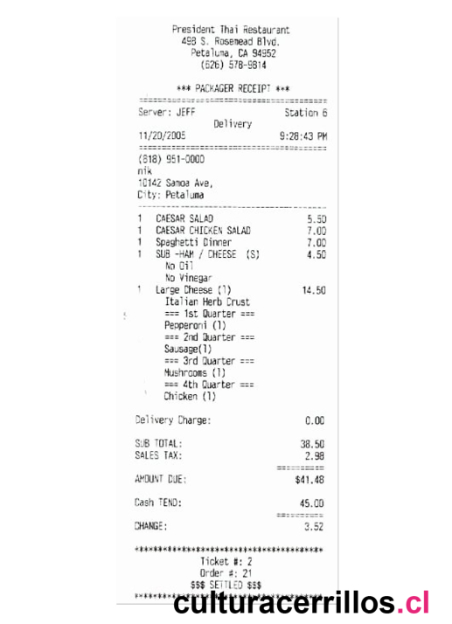 President Thai Restaurant
498 S. Rosemead Blvd.
Petaluma, CA 94952
(626) 578-9814
*** PACKAGER RECEIPT ***
======================================
Server: JEFF Station 6
Delivery
11/20/2005 9:28:43 PM
======================================
(818) 951-0000
nik
10142 Samoa Ave,
City: Petaluma
--------------------------------------
1 CAESAR SALAD 5.50
1 CAESAR CHICKEN SALAD 7.00
1 Spaghetti Dinner 7.00
1 SUB -HAM / CHEESE (S) 4.50
No Oil
No Vinegar
1 Large Cheese (1) 14.50
Italian Herb Crust
=== 1st Quarter ===
Pepperoni (1)
=== 2nd Quarter ===
Sausage(1)
=== 3rd Quarter ===
Mushrooms (1)
=== 4th Quarter ===
Chicken (1)
Delivery Charge: 0.00
SUB TOTAL: 38.50
SALES TAX: 2.98
==========
AMOUNT DUE: $41.48
Cash TEND: 45.00
==========
CHANGE: 3.52
**************************************
Ticket #: 2
Order #: 21
$$$ SETTLED $$$
**************************************
culturacerrillos.cl